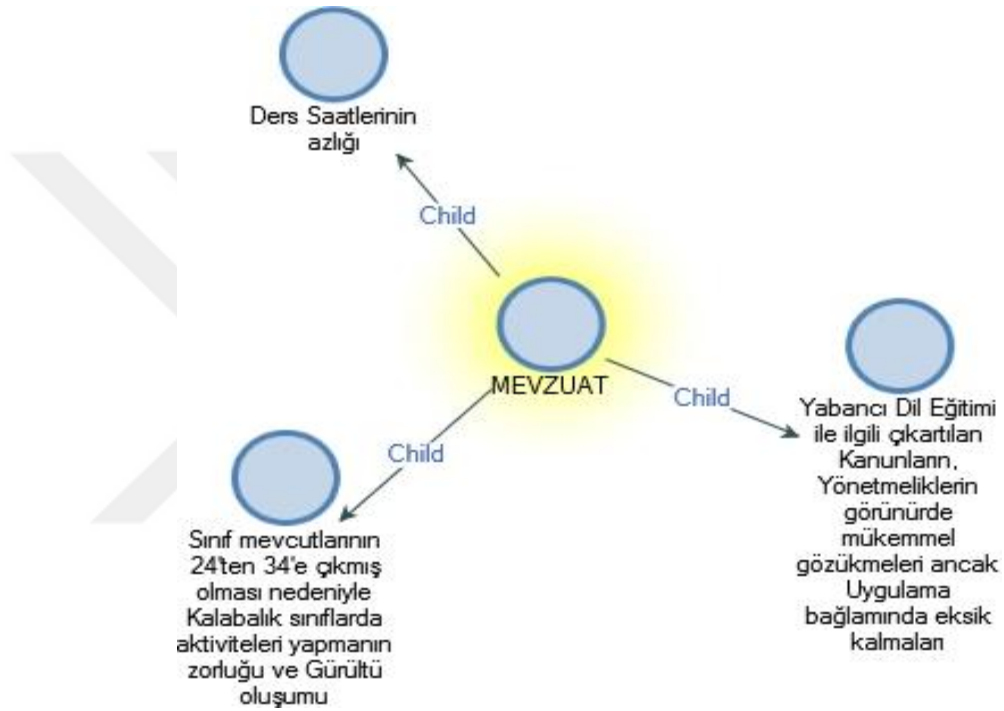 Ders Saatlerinin
azlığı
Child
MEVZUAT
Child
Child
Yabancı Dil Eğitimi
ile ilgili çıkartılan
Kanunların,
Yönetmeliklerin
görünürde
mükemmel
gözükmeleri ancak
Uygulama
bağlamında eksik
kalmaları
Sınıf mevcutlarının
24'ten 34'e çıkmış
olması nedeniyle
Kalabalık sınıflarda
aktiviteleri yapmanın
zorluğu ve Gürültü
oluşumu